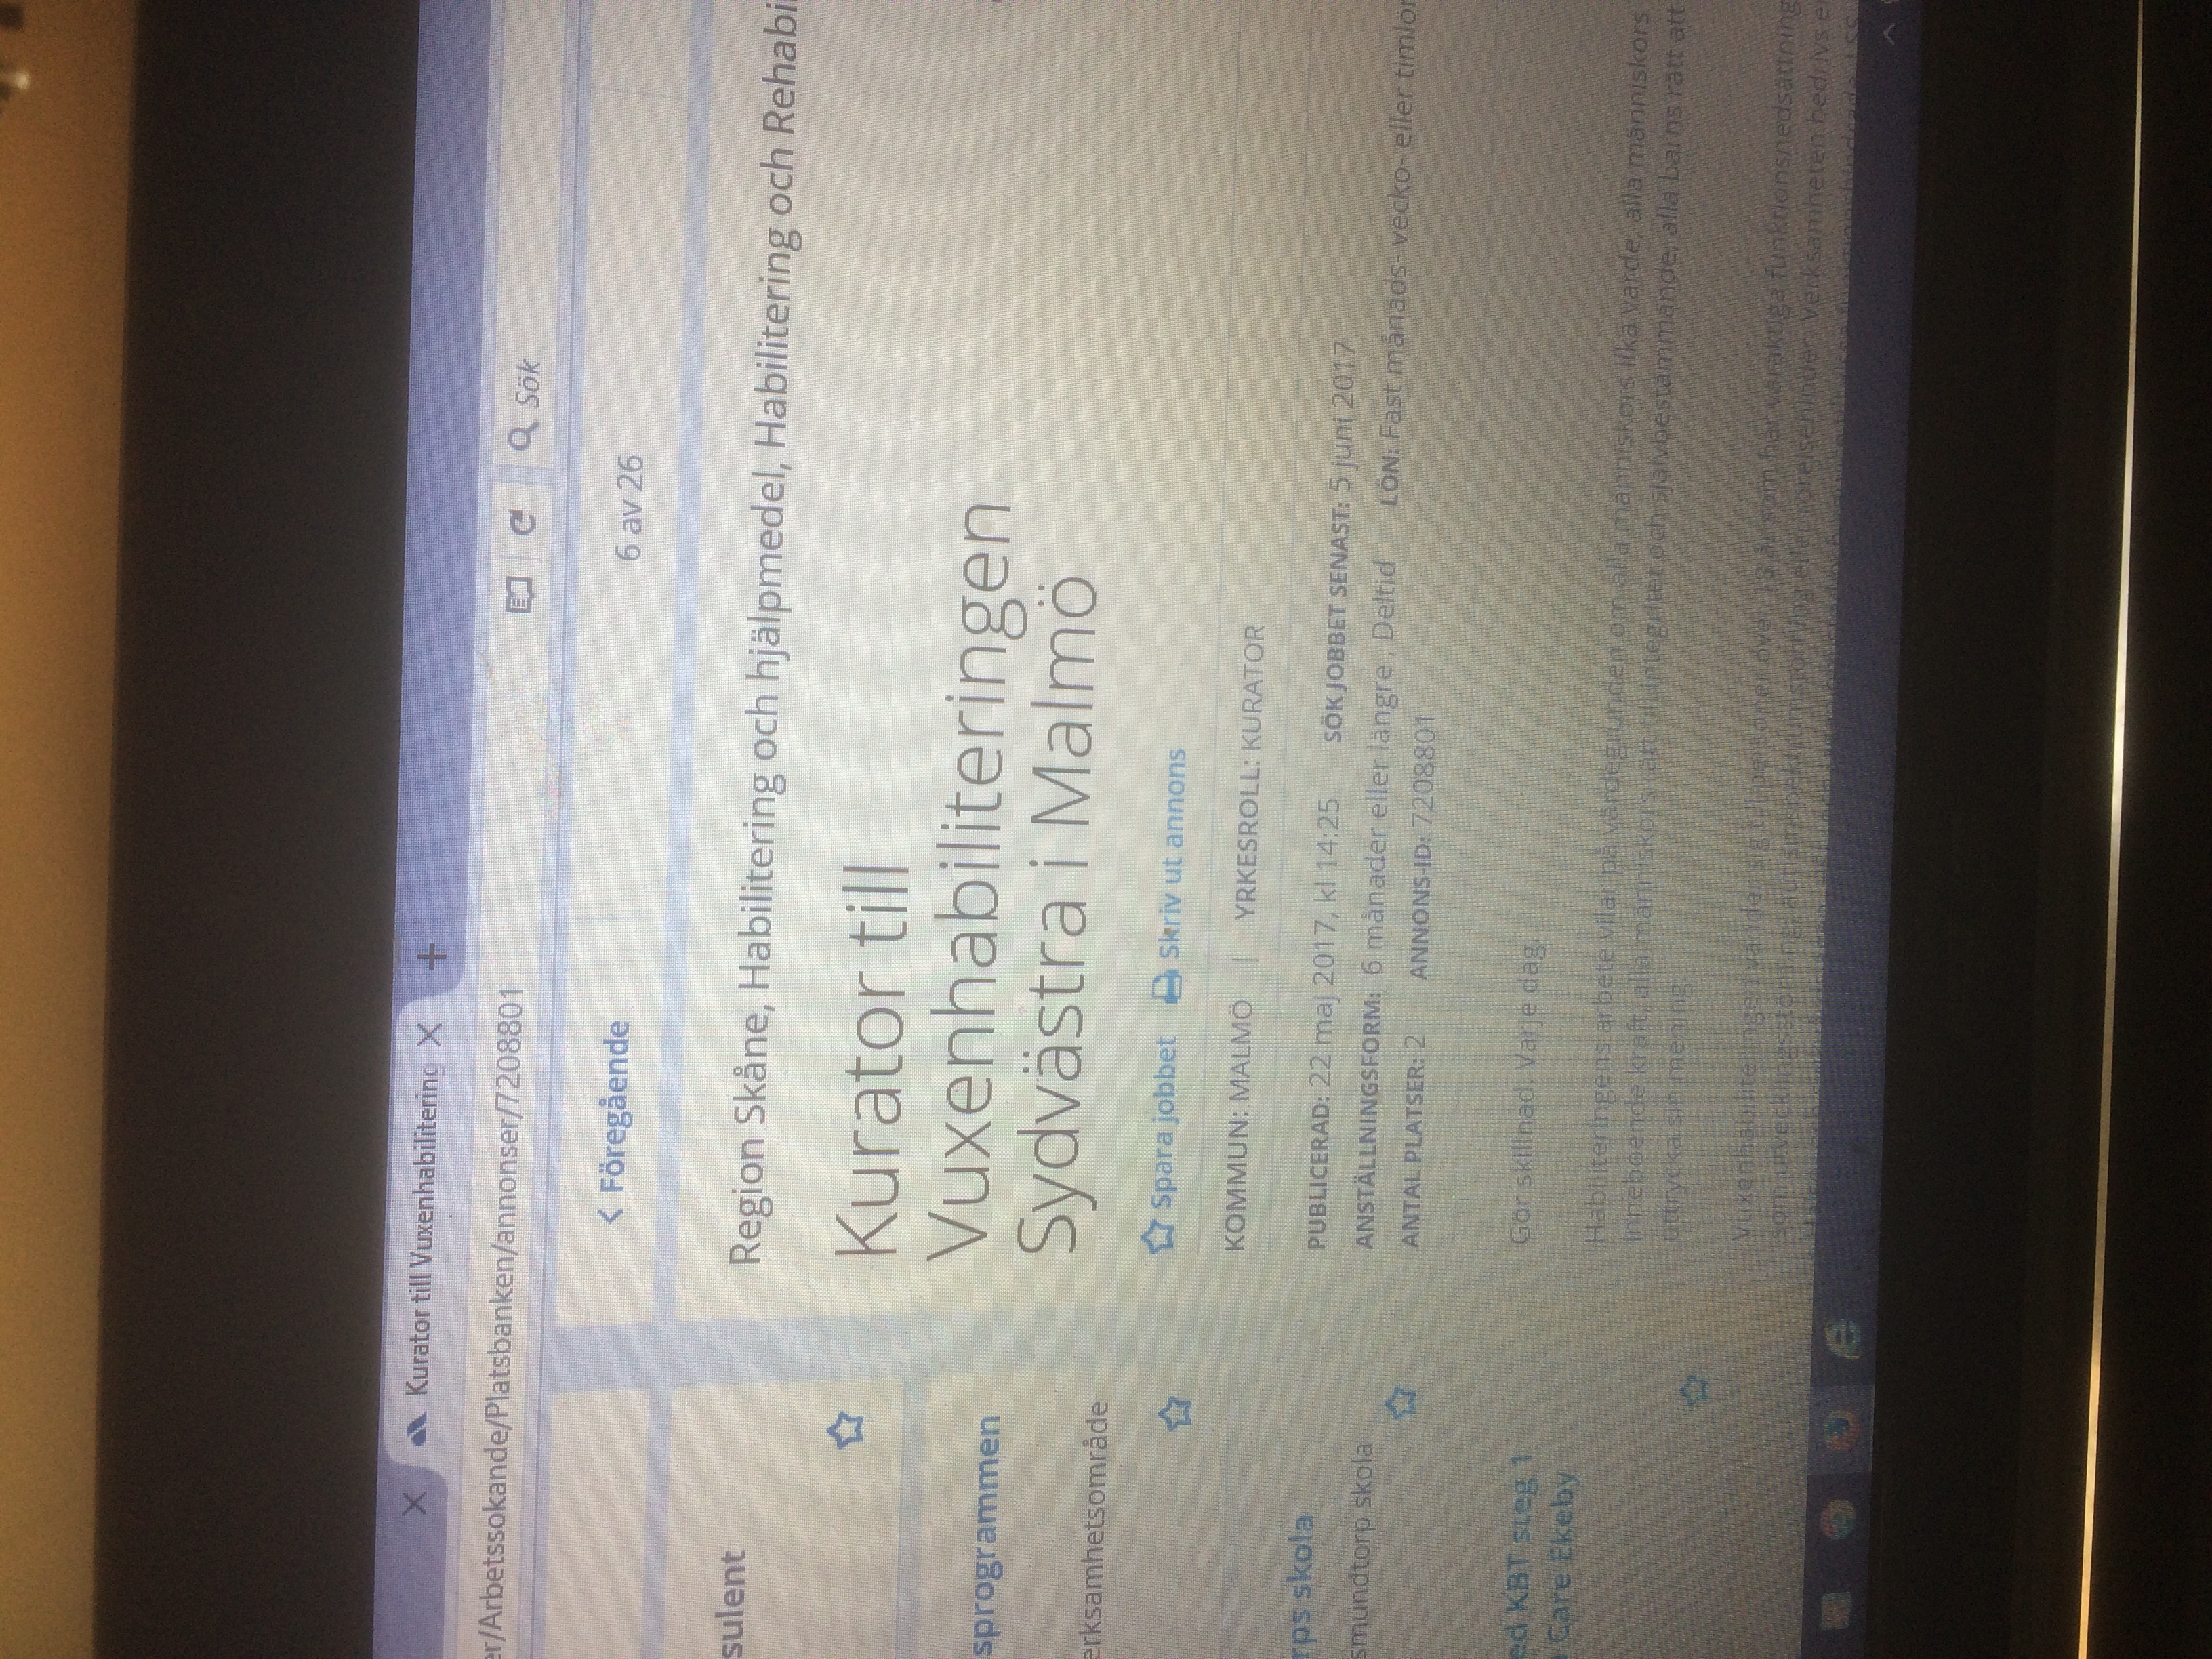 Kurator till Vuxenhabilitering
er/Arbetssokande/Platsbanken/annonser/7208801
Sök
Föregående
6 av 26
sulent
sprogrammen
erksamhetsområde
rps skola
smundtorp skola
ed KBT steg 1
Care Ekeby
Region Skåne, Habilitering och hjälpmedel, Habilitering och Rehabi
Kurator till
Vuxenhabiliteringen
Sydvästra i Malmö
Spara jobbet Skriv ut annons
KOMMUN: MALMÖ | YRKESROLL: KURATOR
PUBLICERAD: 22 maj 2017, kl 14:25 SÖK JOBBET SENAST: 5 juni 2017
ANSTÄLLNINGSFORM: 6 månader eller längre , Deltid LÖN: Fast månads- vecko- eller timlön
ANTAL PLATSER: 2 ANNONS-ID: 7208801
Gör skillnad. Varje dag.
Habiliteringens arbete vilar på värdegrunden om alla människors lika värde, alla människors
inneboende kraft, alla människors rätt till integritet och självbestämmande, alla barns rätt att
uttrycka sin mening.
Vuxenhabiliteringen vänder sig till personer över 18 år som har varaktiga funktionsnedsättning
som utvecklingsstörning, autismspektrumstörning eller rörelsehinder. Verksamheten bedrivs e